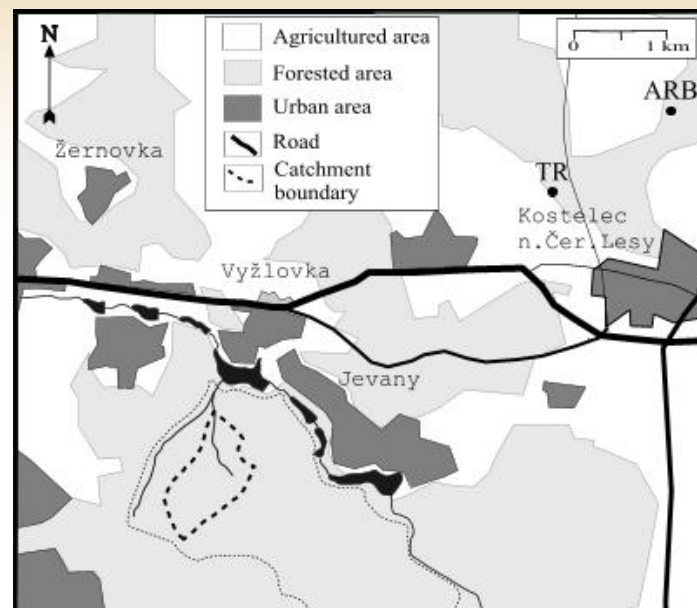 N
Agricultured area
Forested area
Urban area
Road
Catchment
boundary
0 1 km
ARB
Žernovka
TR
Kostelec
n.Čer.Lesy
Vyžlovka
Jevany